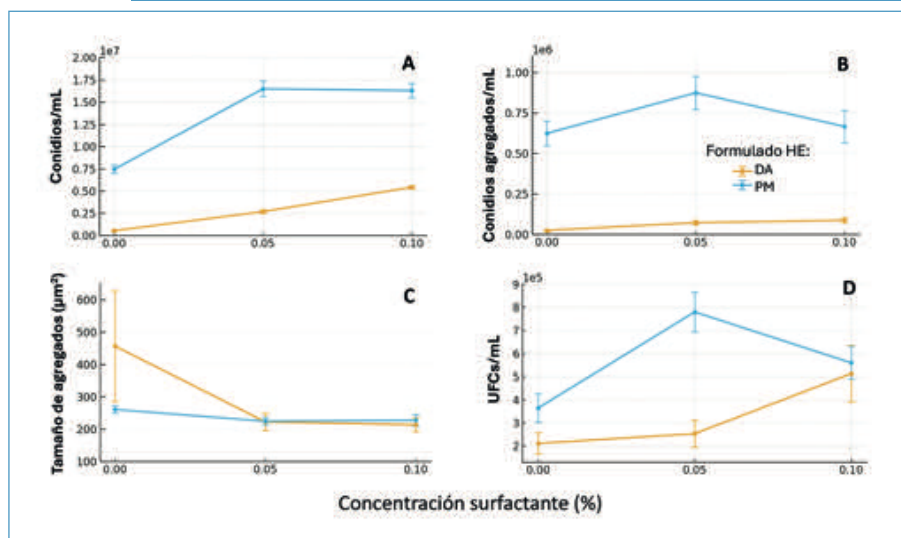 1e7
A
Conidios/mL
2.00
1.75
1.50
1.25
1.00
0.75
0.50
0.25
0.00
0.00 0.05 0.10
1e6
B
Conidios agregados/mL
1.00
0.75
0.50
0.25
0.00
Formulado HE:
DA
PM
0.00 0.05 0.10
C
Tamaño de agregados (µm²)
600
500
400
300
200
100
0.00 0.05 0.10
1e5
D
UFCs/mL
9
8
7
6
5
4
3
2
0.00 0.05 0.10
Concentración surfactante (%)